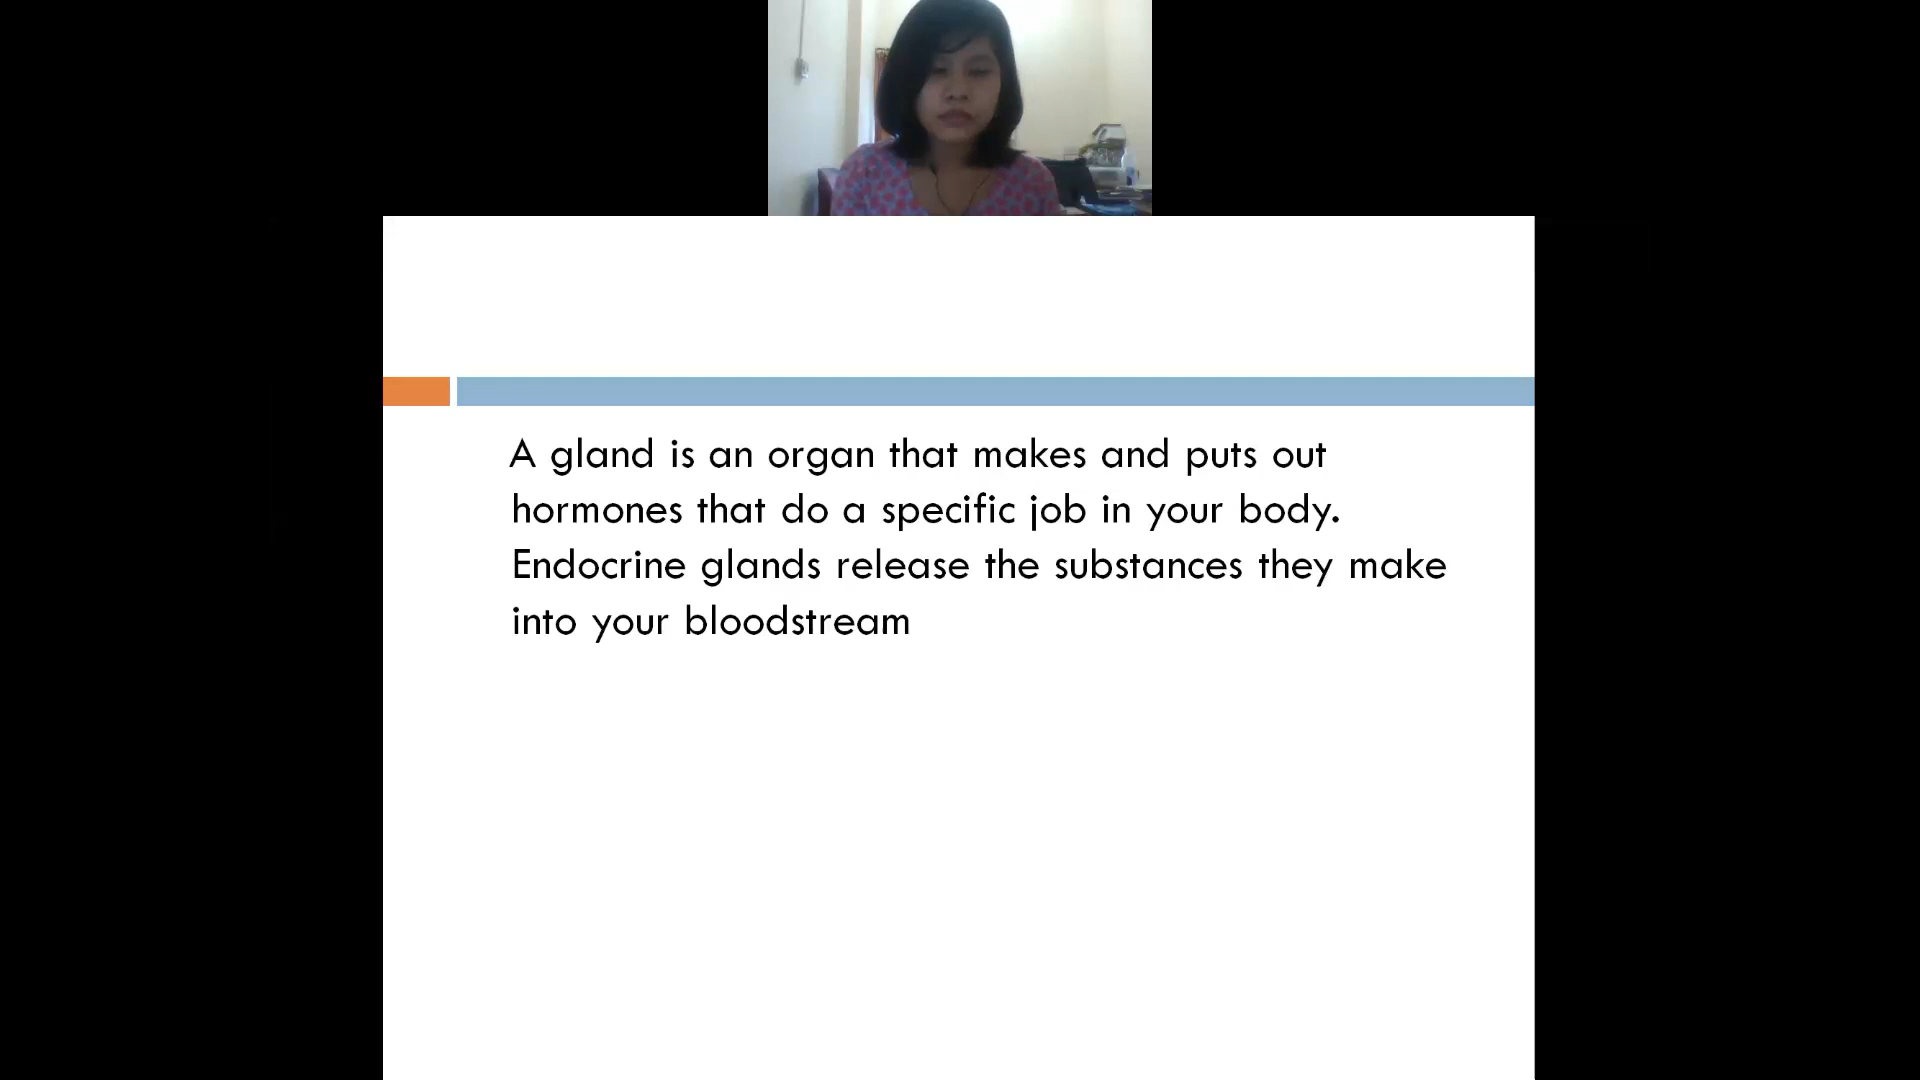 A gland is an organ that makes and puts out
hormones that do a specific job in your body.
Endocrine glands release the substances they make
into your bloodstream